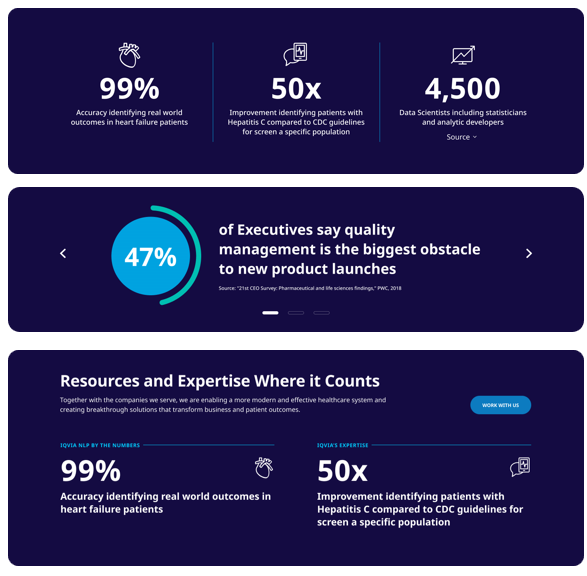 99%
Accuracy identifying real world
outcomes in heart failure patients
50x
Improvement identifying patients with
Hepatitis C compared to CDC guidelines
for screen a specific population
4,500
Data Scientists including statisticians
and analytic developers
Source
47%
of Executives say quality
management is the biggest obstacle
to new product launches
Source: "21st CEO Survey: Pharmaceutical and life sciences findings," PWC, 2018
Resources and Expertise Where it Counts
Together with the companies we serve, we are enabling a more modern and effective healthcare system and
creating breakthrough solutions that transform business and patient outcomes.
WORK WITH US
IQVIA NLP BY THE NUMBERS
99%
Accuracy identifying real world outcomes in
heart failure patients
IQVIA'S EXPERTISE
50x
Improvement identifying patients with
Hepatitis C compared to CDC guidelines for
screen a specific population